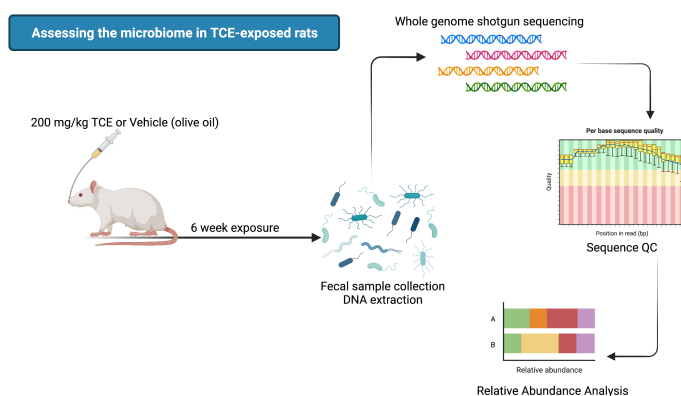 Assessing the microbiome in TCE-exposed rats
Whole genome shotgun sequencing
200 mg/kg TCE or Vehicle (olive oil)
6 week exposure
Fecal sample collection
DNA extraction
Per base sequence quality
Quality
Position in read (bp)
Sequence QC
A
B
Relative abundance
Relative Abundance Analysis